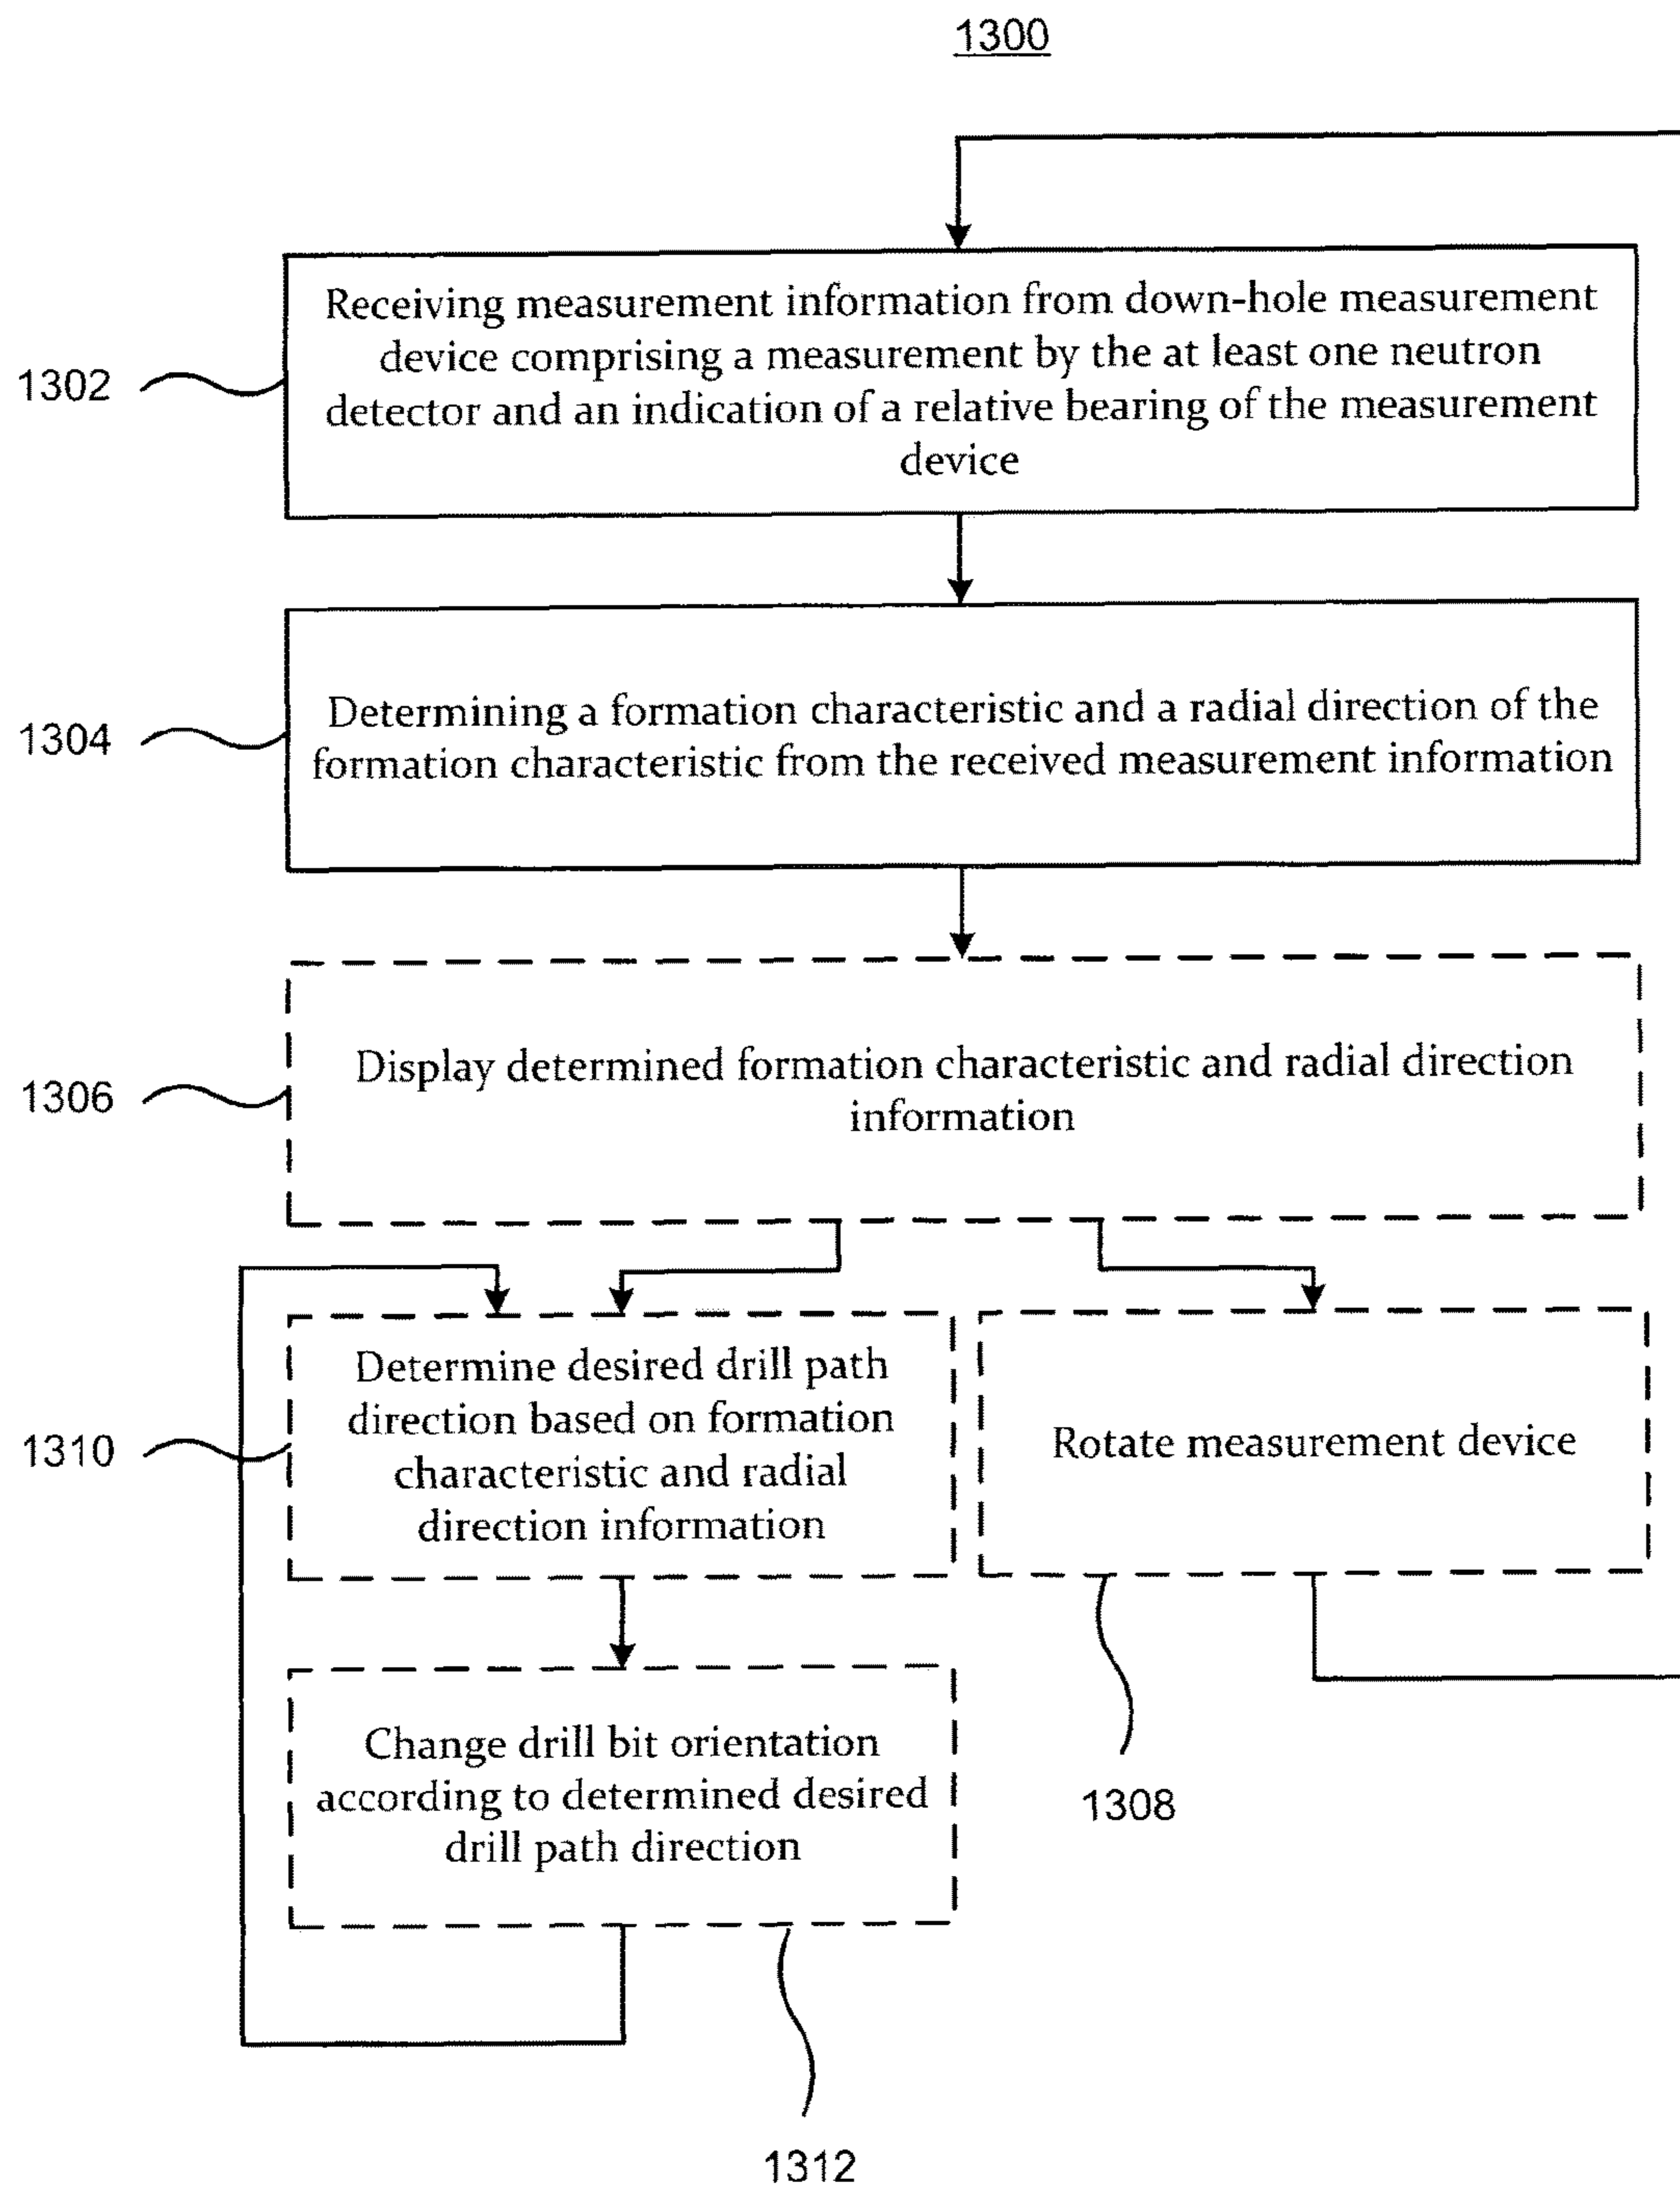 1300
Receiving measurement information from down-hole measurement
device comprising a measurement by the at least one neutron
detector and an indication of a relative bearing of the measurement
device
1302
Determining a formation characteristic and a radial direction of the
formation characteristic from the received measurement information
1304
Display determined formation characteristic and radial direction
information
1306
Determine desired drill path
direction based on formation
characteristic and radial
direction information
1310
Rotate measurement device
1308
Change drill bit orientation
according to determined desired
drill path direction
1312